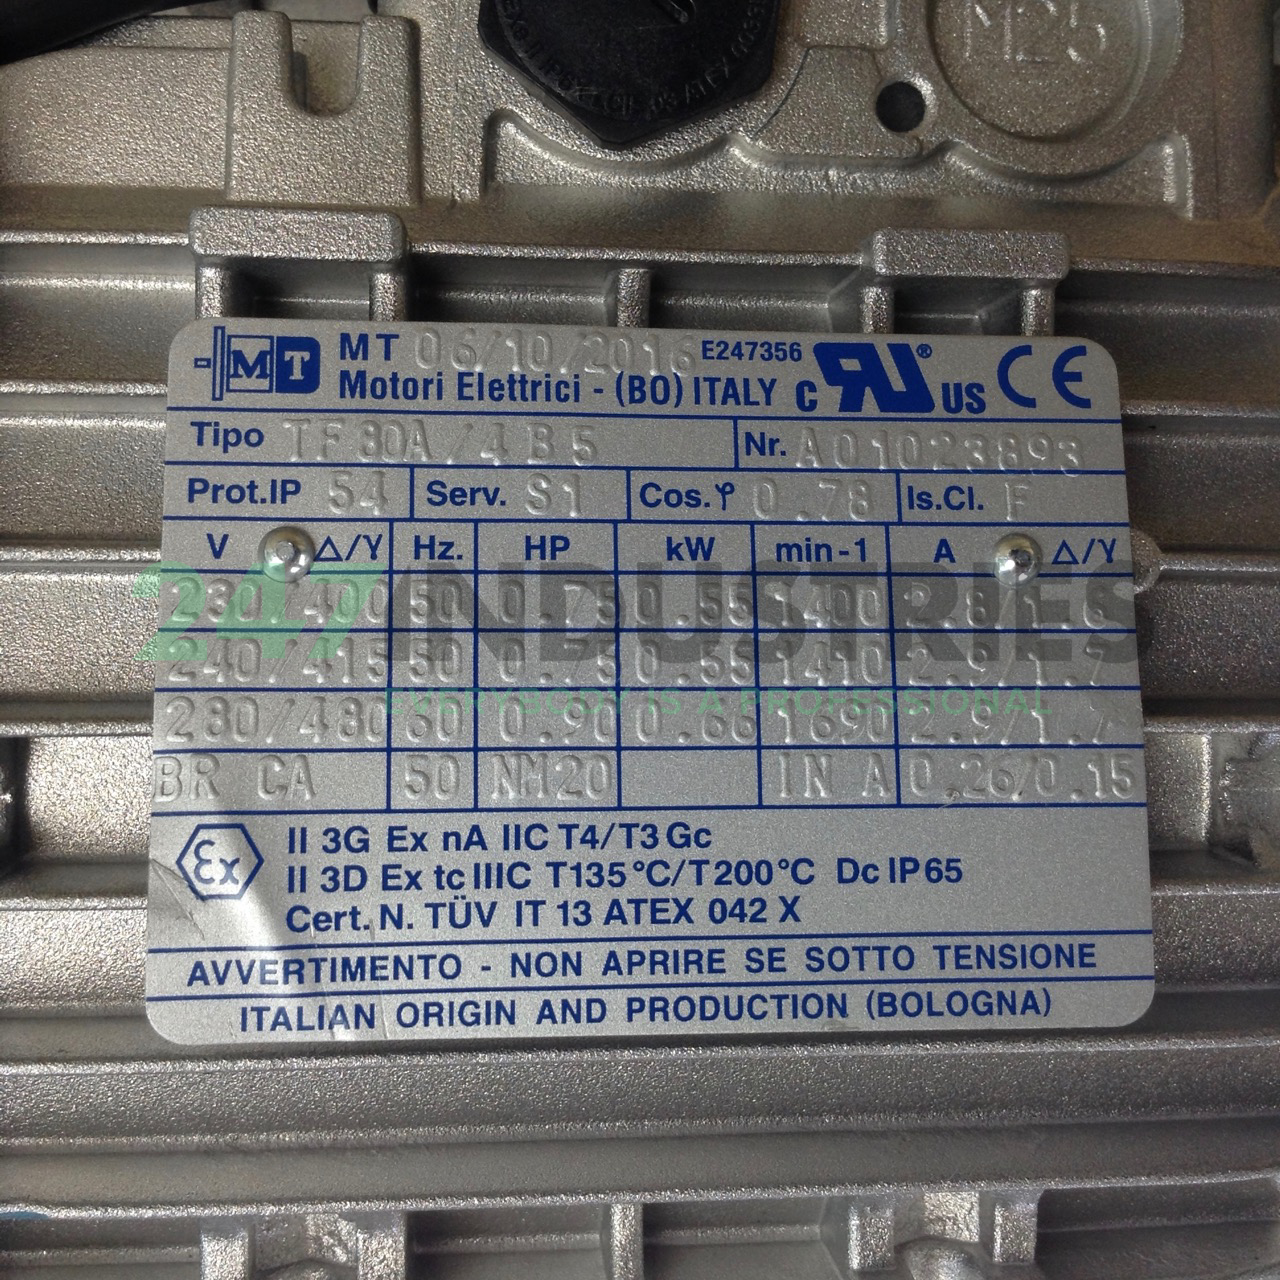 M25
MT
MT 06/10/2016 E247356
Motori Elettrici - (BO) ITALY C US CE
Tipo TF80A/4 B5 Nr. A01023893
Prot.IP 54 Serv. S1 Cos.φ 0.78 Is.Cl. F
V Δ/Y Hz. HP kW min-1 A Δ/Y
230/400 50 0.75 0.55 1400 2.8/1.6
240/415 50 0.75 0.55 1410 2.9/1.7
280/480 60 0.90 0.66 1690 2.9/1.7
BR CA 50 NM20 IN A 0.26/0.15
Ex II 3G Ex nA IIC T4/T3 Gc
II 3D Ex tc IIIC T135°C/T200°C Dc IP65
Cert. N. TÜV IT 13 ATEX 042 X
AVVERTIMENTO - NON APRIRE SE SOTTO TENSIONE
ITALIAN ORIGIN AND PRODUCTION (BOLOGNA)
247 INDUSTRIES
EVERYBODY IS A PROFESSIONAL